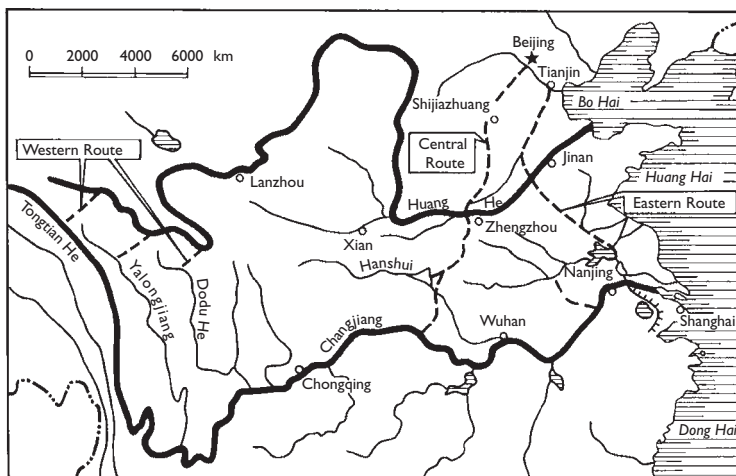 0 2000 4000 6000 km
Beijing
Tianjin
Bo Hai
Shijiazhuang
Central
Route
Western Route
Jinan
Huang Hai
Lanzhou
Huang He
Eastern Route
Zhengzhou
Tongtian He
Xian
Hanshui
Nanjing
Yalongjiang
Dodu He
Changjiang
Wuhan
Shanghai
Chongqing
Dong Hai